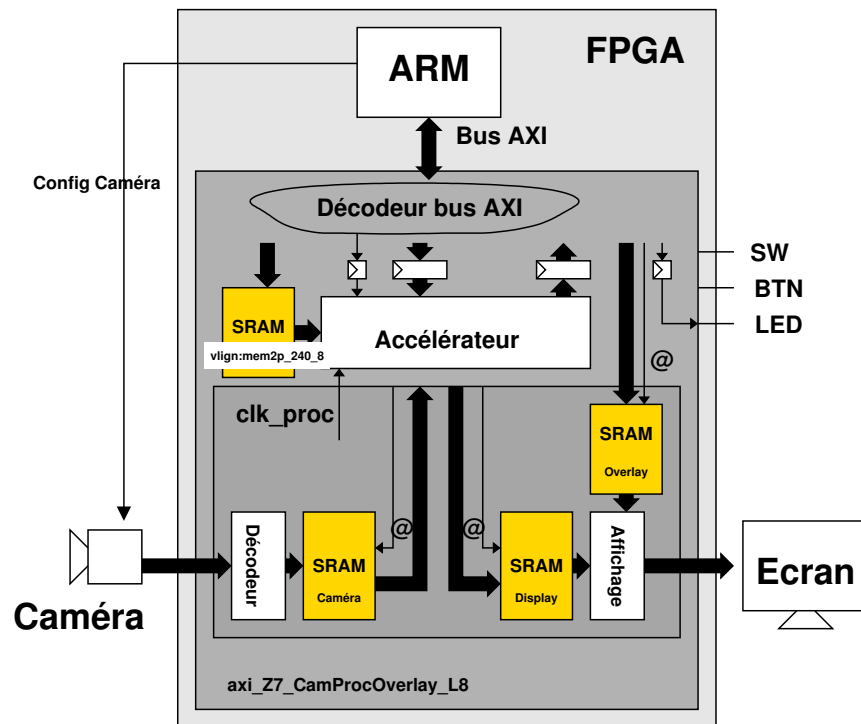 FPGA
ARM
Bus AXI
Config Caméra
Décodeur bus AXI
SW
BTN
LED
SRAM
vlign:mem2p_240_8
Accélérateur
@
clk_proc
SRAM
Overlay
@
@
Décodeur
SRAM
Caméra
SRAM
Display
Affichage
Ecran
Caméra
axi_Z7_CamProcOverlay_L8